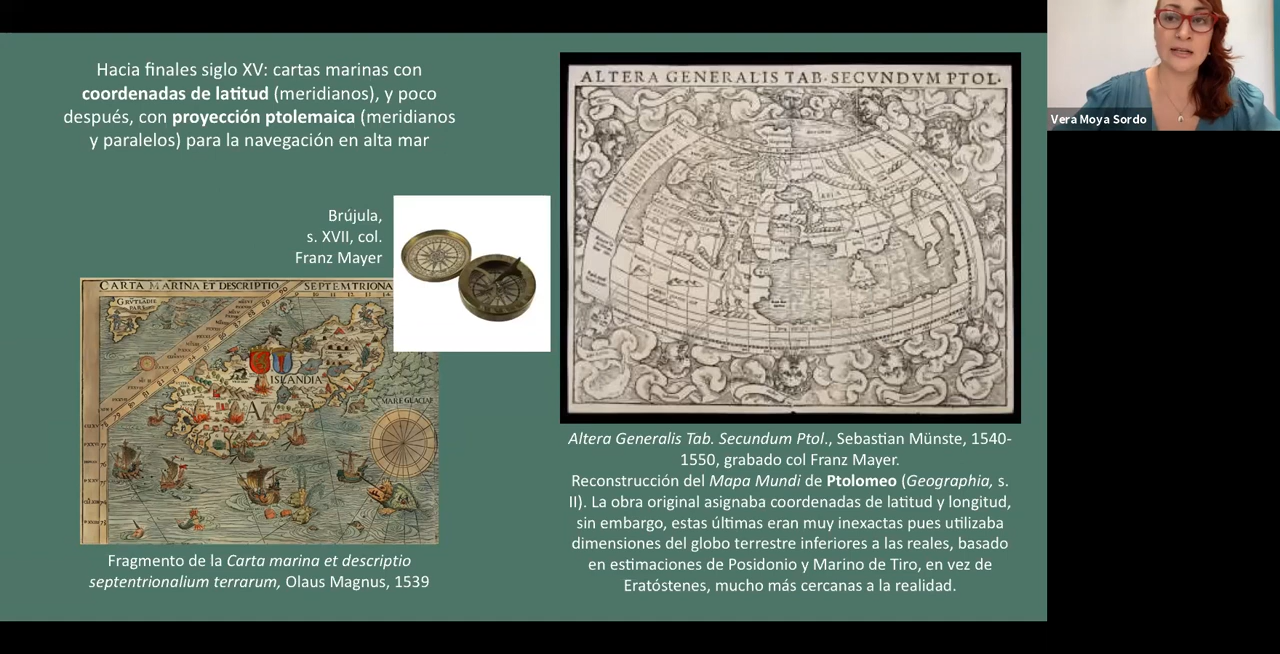 Hacia finales siglo XV: cartas marinas con
coordenadas de latitud (meridianos), y poco
después, con proyección ptolemaica (meridianos
y paralelos) para la navegación en alta mar
Brújula,
s. XVII, col.
Franz Mayer
CARTA MARINA ET DESCRIPTIO SEPTEMTRIONA
ISLANDIA
MARE GLACIALE
Fragmento de la Carta marina et descriptio
septentrionalium terrarum, Olaus Magnus, 1539
ALTERA GENERALIS TAB. SECVNDVM PTOL.
Altera Generalis Tab. Secundum Ptol., Sebastian Münste, 1540-
1550, grabado col Franz Mayer.
Reconstrucción del Mapa Mundi de Ptolomeo (Geographia, s.
II). La obra original asignaba coordenadas de latitud y longitud,
sin embargo, estas últimas eran muy inexactas pues utilizaba
dimensiones del globo terrestre inferiores a las reales, basado
en estimaciones de Posidonio y Marino de Tiro, en vez de
Eratóstenes, mucho más cercanas a la realidad.
Vera Moya Sordo